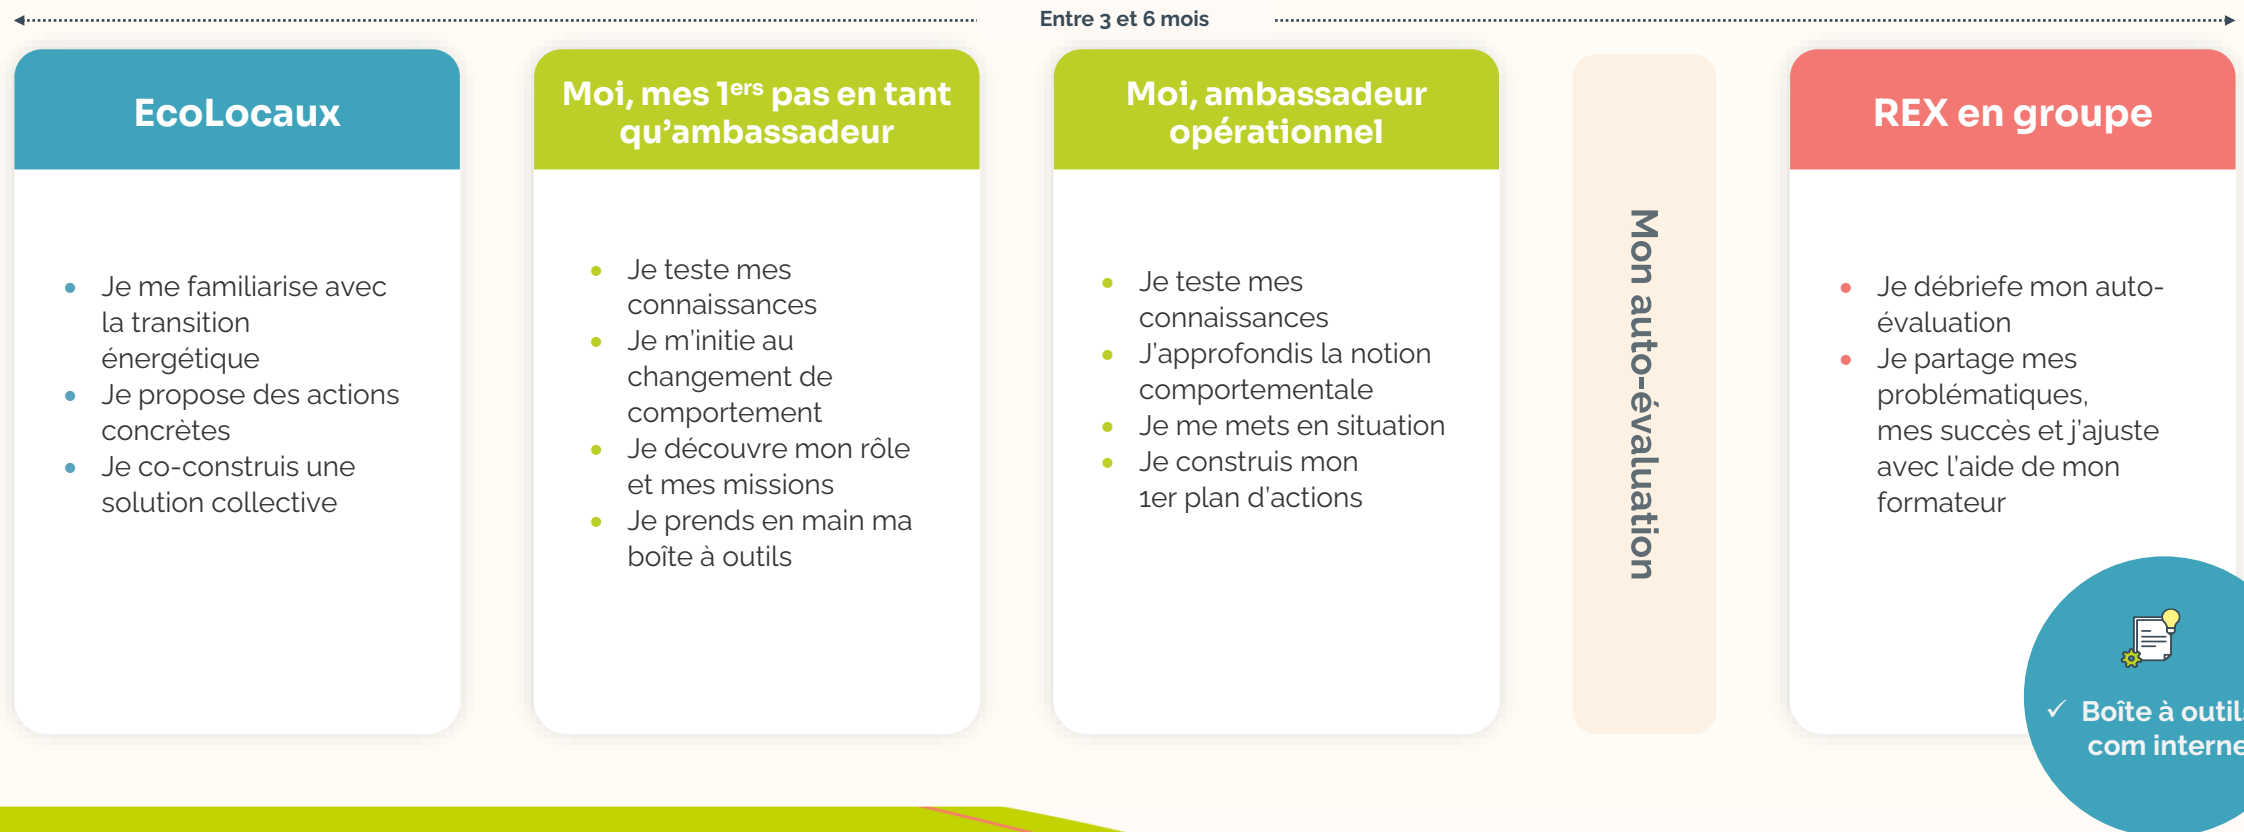 Entre 3 et 6 mois
EcoLocaux
• Je me familiarise avec
la transition
énergétique
• Je propose des actions
concrètes
• Je co-construis une
solution collective
Moi, mes 1ers pas en tant
qu’ambassadeur
• Je teste mes
connaissances
• Je m’initie au
changement de
comportement
• Je découvre mon rôle
et mes missions
• Je prends en main ma
boîte à outils
Moi, ambassadeur
opérationnel
• Je teste mes
connaissances
• J’approfondis la notion
comportementale
• Je me mets en situation
• Je construis mon
1er plan d’actions
Mon auto-évaluation
REX en groupe
• Je débriefe mon auto-
évaluation
• Je partage mes
problématiques,
mes succès et j’ajuste
avec l’aide de mon
formateur
✓ Boîte à outils
com interne